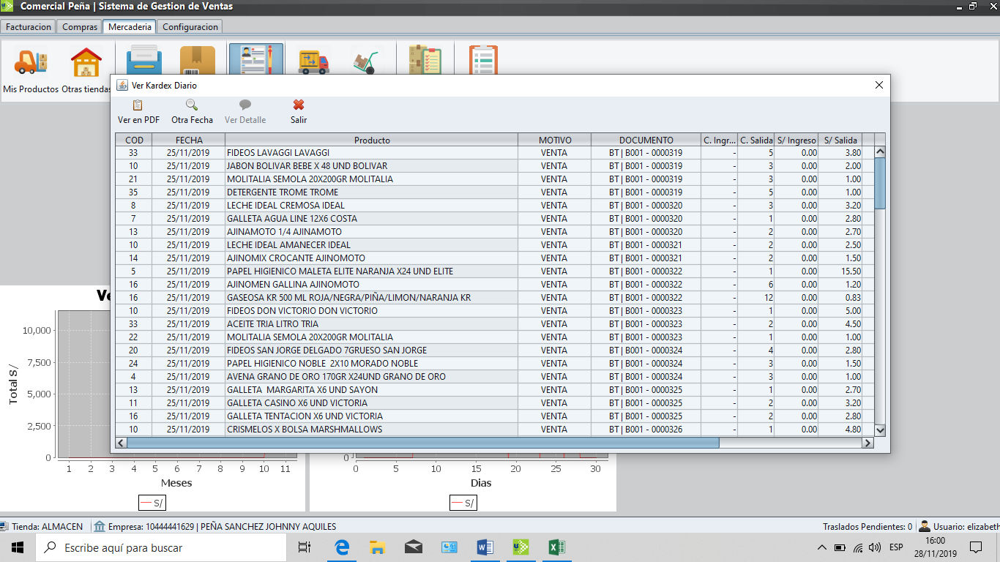 Comercial Peña | Sistema de Gestion de Ventas
Facturacion Compras Mercaderia Configuracion
Mis Productos Otras tiendas
Ver Kardex Diario
Ver en PDF Otra Fecha Ver Detalle Salir
COD FECHA Producto MOTIVO DOCUMENTO C. Ingr... C. Salida S/ Ingreso S/ Salida
33 25/11/2019 FIDEOS LAVAGGI LAVAGGI VENTA BT | B001 - 0000319 - 5 0.00 3.80
10 25/11/2019 JABON BOLIVAR BEBE X 48 UND BOLIVAR VENTA BT | B001 - 0000319 - 3 0.00 2.00
21 25/11/2019 MOLITALIA SEMOLA 20X200GR MOLITALIA VENTA BT | B001 - 0000319 - 3 0.00 1.00
35 25/11/2019 DETERGENTE TROME TROME VENTA BT | B001 - 0000319 - 5 0.00 1.00
8 25/11/2019 LECHE IDEAL CREMOSA IDEAL VENTA BT | B001 - 0000320 - 3 0.00 3.20
7 25/11/2019 GALLETA AGUA LINE 12X6 COSTA VENTA BT | B001 - 0000320 - 1 0.00 2.80
13 25/11/2019 AJINAMOTO 1/4 AJINAMOTO VENTA BT | B001 - 0000320 - 2 0.00 2.70
10 25/11/2019 LECHE IDEAL AMANECER IDEAL VENTA BT | B001 - 0000321 - 2 0.00 2.50
14 25/11/2019 AJINOMIX CROCANTE AJINOMOTO VENTA BT | B001 - 0000321 - 2 0.00 1.50
5 25/11/2019 PAPEL HIGIENICO MALETA ELITE NARANJA X24 UND ELITE VENTA BT | B001 - 0000322 - 1 0.00 15.50
16 25/11/2019 AJINOMEN GALLINA AJINOMOTO VENTA BT | B001 - 0000322 - 6 0.00 1.20
16 25/11/2019 GASEOSA KR 500 ML ROJA/NEGRA/PIÑA/LIMON/NARANJA KR VENTA BT | B001 - 0000322 - 12 0.00 0.83
10 25/11/2019 FIDEOS DON VICTORIO DON VICTORIO VENTA BT | B001 - 0000323 - 1 0.00 5.00
33 25/11/2019 ACEITE TRIA LITRO TRIA VENTA BT | B001 - 0000323 - 2 0.00 4.50
22 25/11/2019 MOLITALIA SEMOLA 20X200GR MOLITALIA VENTA BT | B001 - 0000323 - 1 0.00 1.00
20 25/11/2019 FIDEOS SAN JORGE DELGADO 7GRUESO SAN JORGE VENTA BT | B001 - 0000324 - 4 0.00 2.80
24 25/11/2019 PAPEL HIGIENICO NOBLE 2X10 MORADO NOBLE VENTA BT | B001 - 0000324 - 3 0.00 1.50
4 25/11/2019 AVENA GRANO DE ORO 170GR X24UND GRANO DE ORO VENTA BT | B001 - 0000324 - 3 0.00 1.00
13 25/11/2019 GALLETA MARGARITA X6 UND SAYON VENTA BT | B001 - 0000325 - 1 0.00 2.70
11 25/11/2019 GALLETA CASINO X6 UND VICTORIA VENTA BT | B001 - 0000325 - 2 0.00 3.20
16 25/11/2019 GALLETA TENTACION X6 UND VICTORIA VENTA BT | B001 - 0000325 - 2 0.00 2.80
10 25/11/2019 CRISMELOS X BOLSA MARSHMALLOWS VENTA BT | B001 - 0000326 - 1 0.00 4.80
Ve
10,000
7,500
5,000
2,500
0
Total S/
1 2 3 4 5 6 7 8 9 10 11
Meses
S/
0
0 5 10 15 20 25 30
Dias
S/
Tienda: ALMACEN Empresa: 10444441629 | PEÑA SANCHEZ JOHNNY AQUILES Traslados Pendientes: 0 Usuario: elizabeth
Escribe aquí para buscar ESP 16:00
28/11/2019